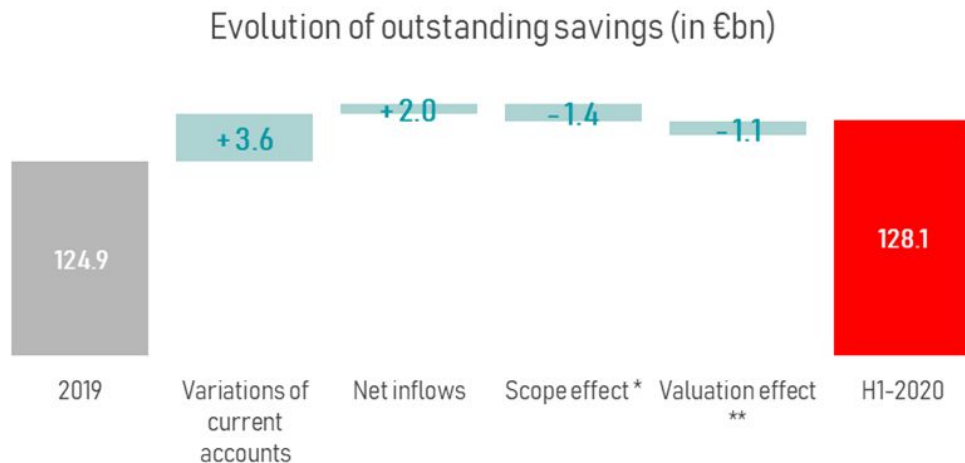 Evolution of outstanding savings (in €bn)
+3.6
+2.0
-1.4
-1.1
124.9
128.1
2019
Variations of
current
accounts
Net inflows
Scope effect *
Valuation effect
**
H1-2020